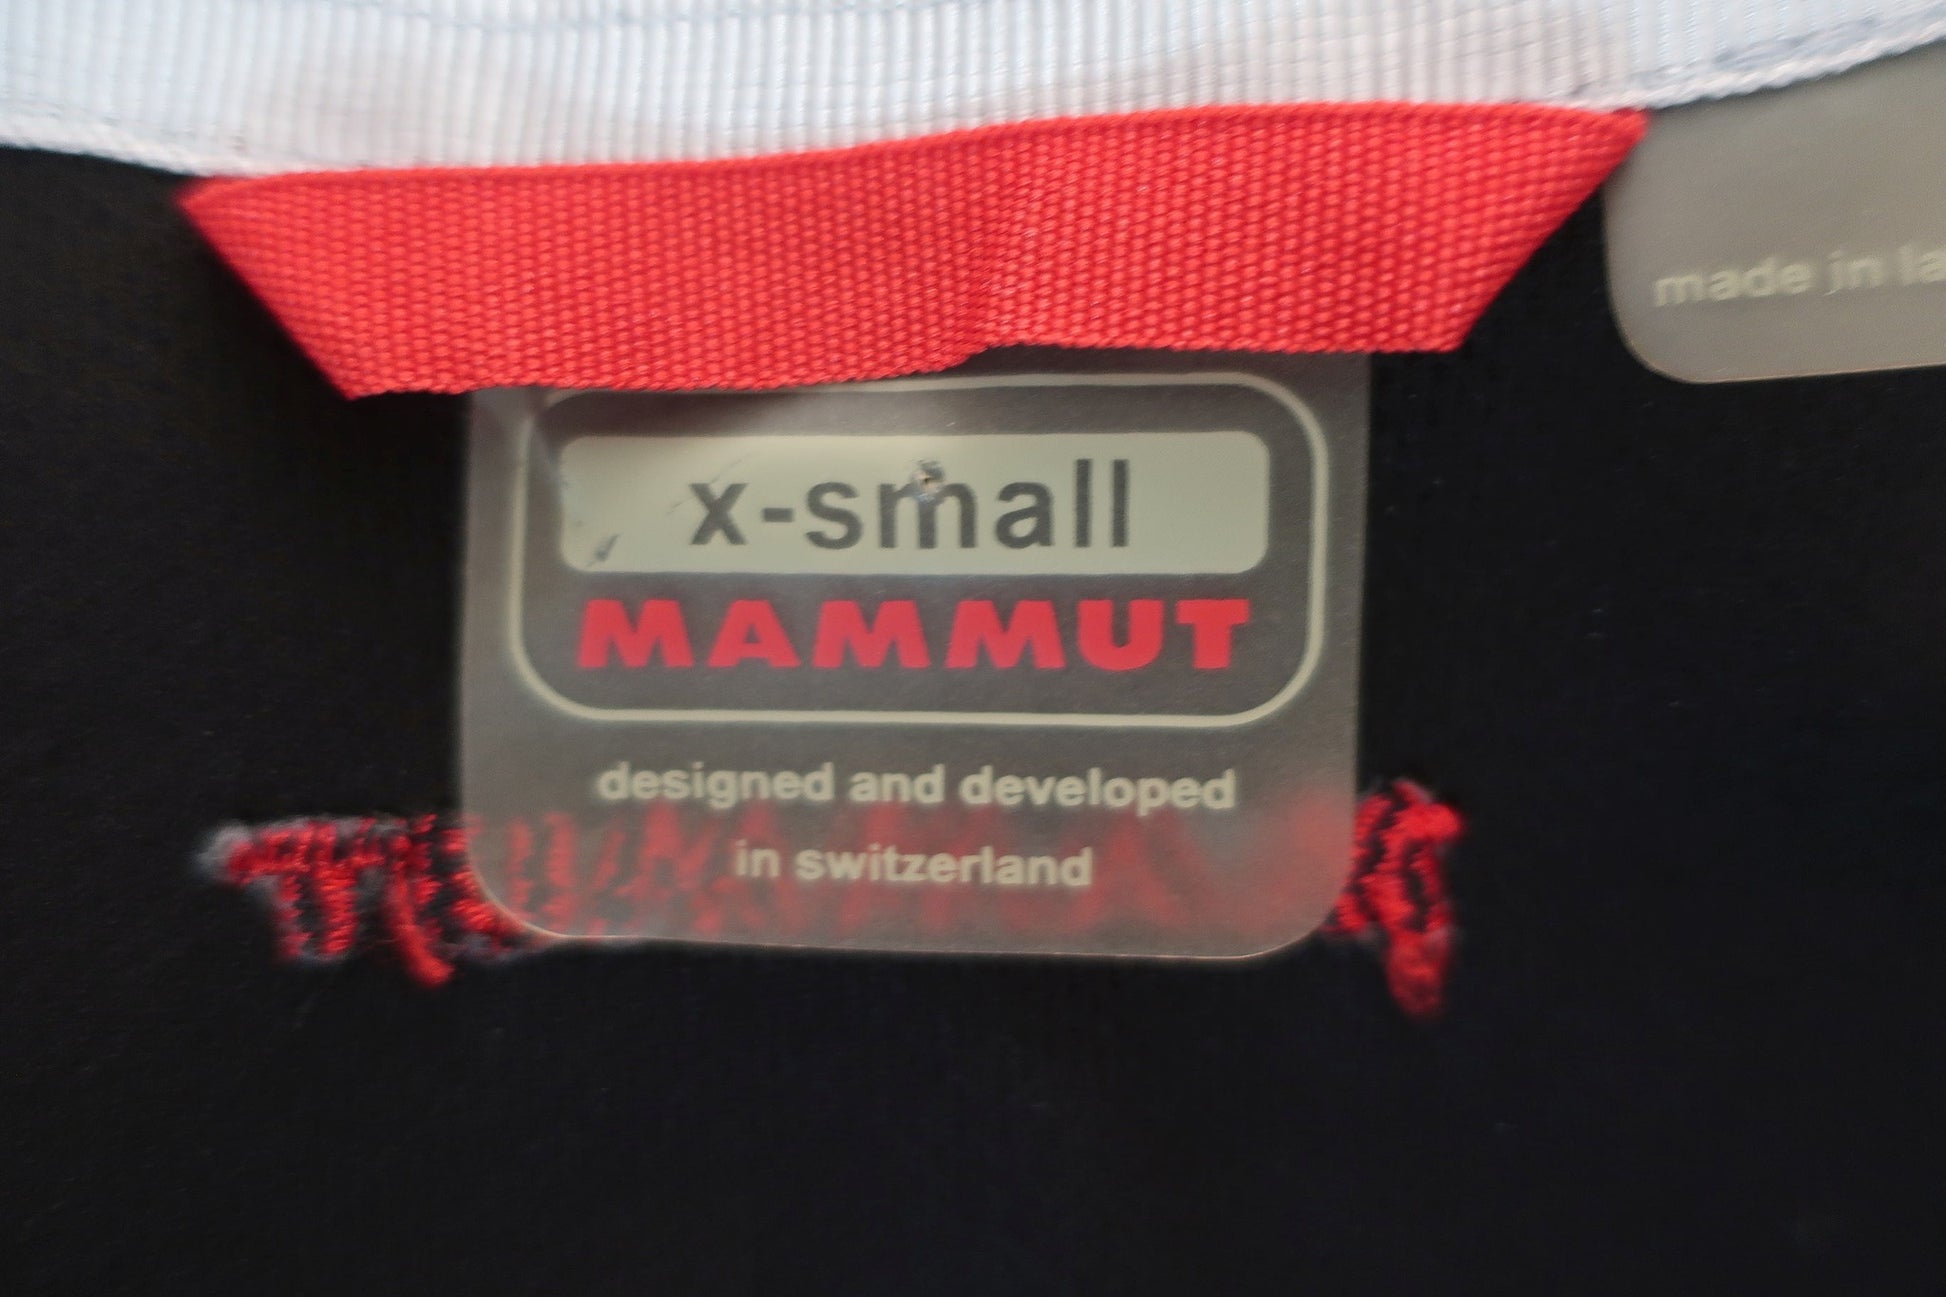 made in la
x-small
MAMMUT
designed and developed
in switzerland